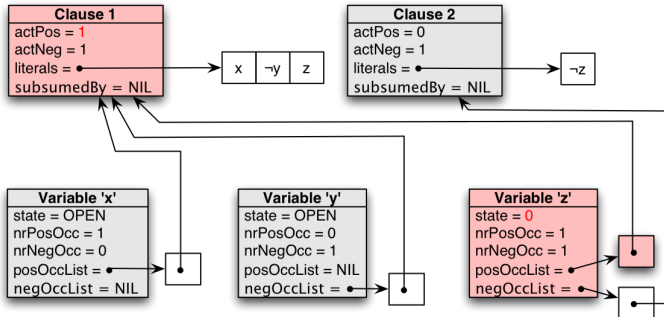 Clause 1
actPos = 1
actNeg = 1
literals =
subsumedBy = NIL
x ¬y z
Clause 2
actPos = 0
actNeg = 1
literals =
subsumedBy = NIL
¬z
Variable 'x'
state = OPEN
nrPosOcc = 1
nrNegOcc = 0
posOccList =
negOccList = NIL
Variable 'y'
state = OPEN
nrPosOcc = 0
nrNegOcc = 1
posOccList = NIL
negOccList =
Variable 'z'
state = 0
nrPosOcc = 1
nrNegOcc = 1
posOccList =
negOccList =